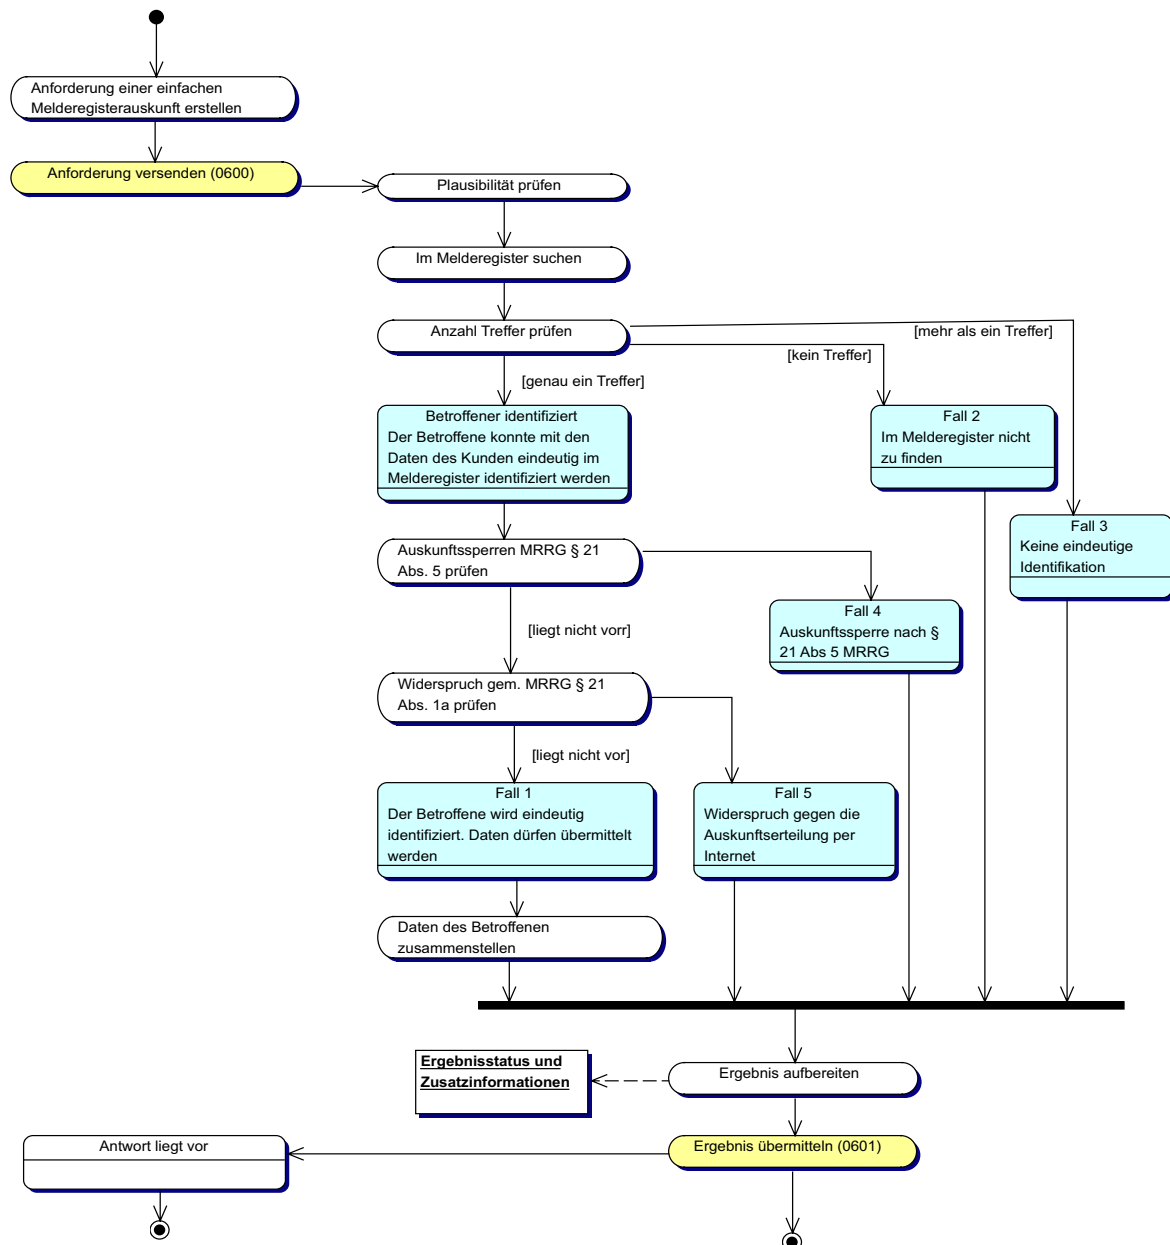 Anforderung einer einfachen
Melderegisterauskunft erstellen
Anforderung versenden (0600)
Plausibilität prüfen
Im Melderegister suchen
Anzahl Treffer prüfen
[mehr als ein Treffer]
[kein Treffer]
[genau ein Treffer]
Betroffener identifiziert
Der Betroffene konnte mit den
Daten des Kunden eindeutig im
Melderegister identifiziert werden
Fall 2
Im Melderegister nicht
zu finden
Fall 3
Keine eindeutige
Identifikation
Auskunftssperren MRRG § 21
Abs. 5 prüfen
Fall 4
Auskunftssperre nach §
21 Abs 5 MRRG
[liegt nicht vorr]
Widerspruch gem. MRRG § 21
Abs. 1a prüfen
[liegt nicht vor]
Fall 1
Der Betroffene wird eindeutig
identifiziert. Daten dürfen übermittelt
werden
Fall 5
Widerspruch gegen die
Auskunftserteilung per
Internet
Daten des Betroffenen
zusammenstellen
Ergebnisstatus und
Zusatzinformationen
Ergebnis aufbereiten
Antwort liegt vor
Ergebnis übermitteln (0601)